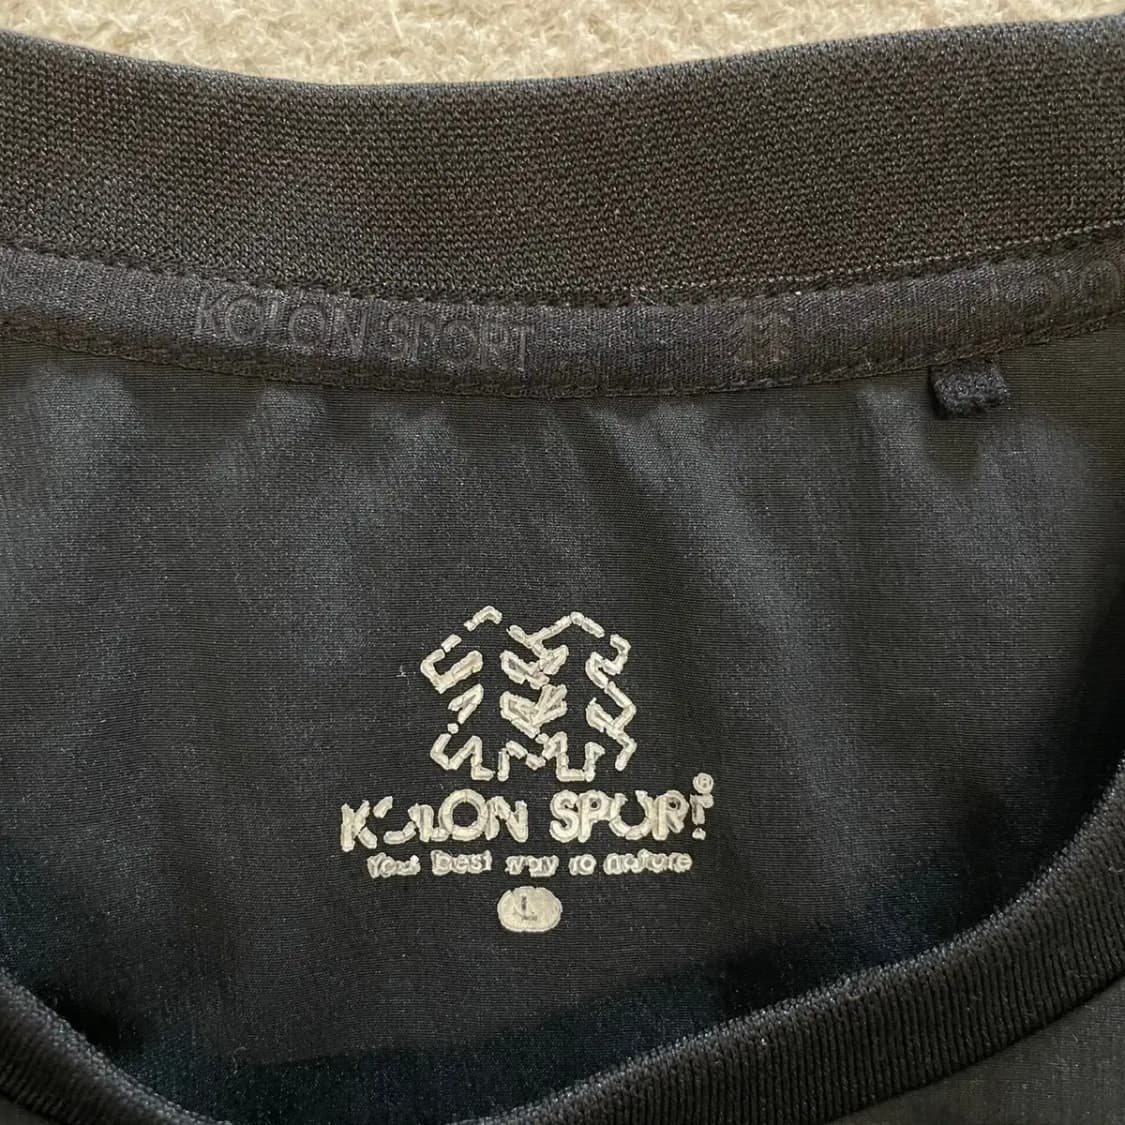 KOLON SPORT
KOLON SPORT®
Your best way to nature
L